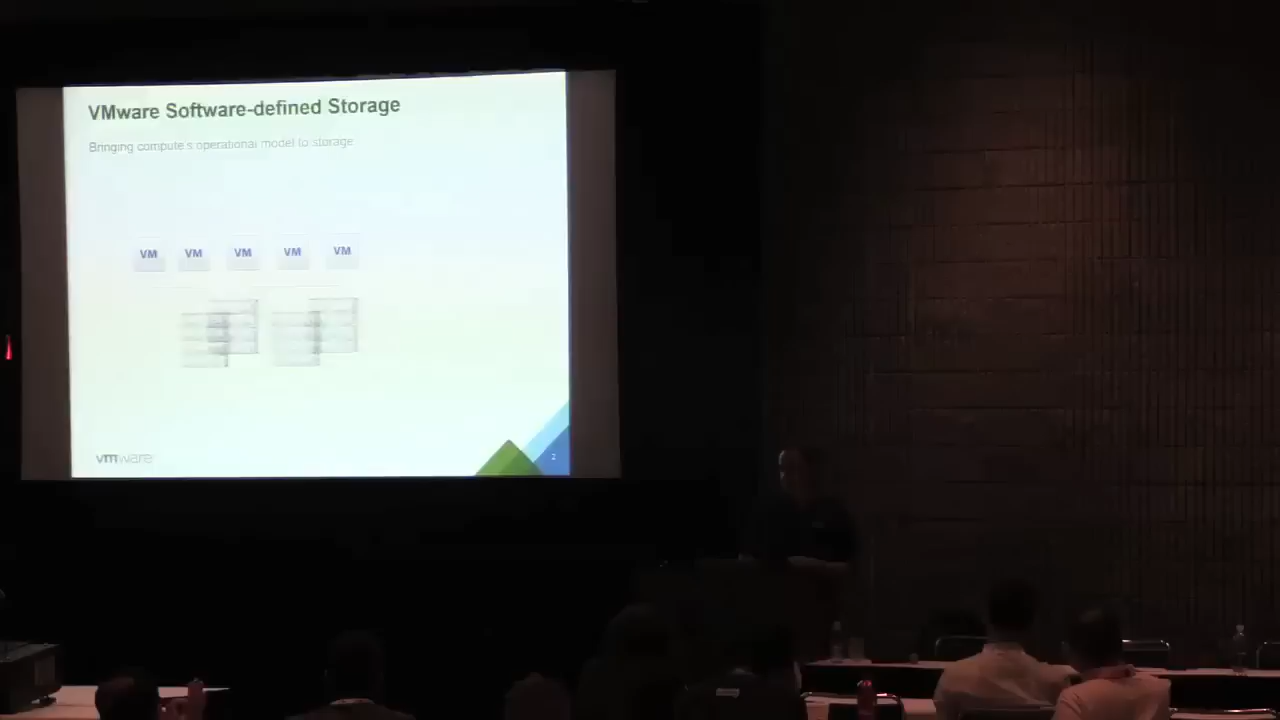 VMware Software-defined Storage
Bringing compute's operational model to storage
VM VM VM VM VM
vmware
2